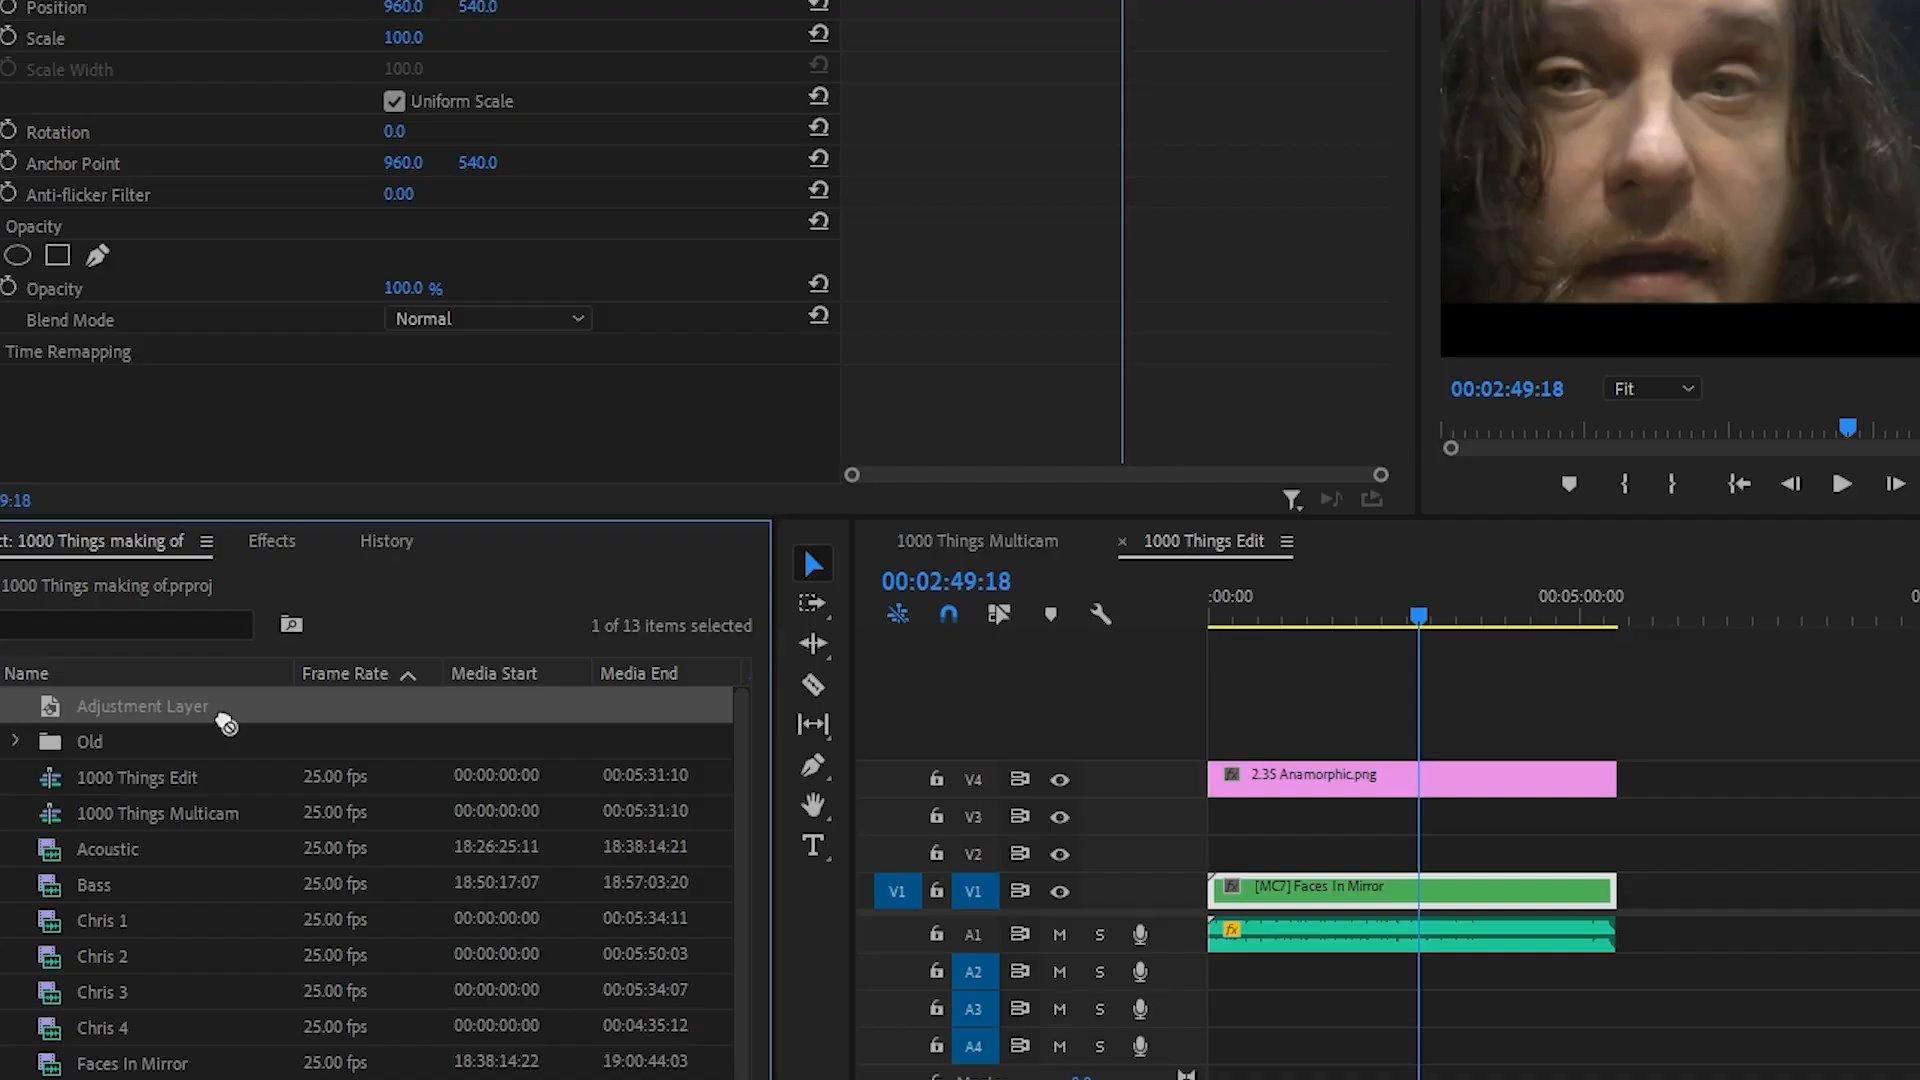 Position 960.0 540.0
Scale 100.0
Scale Width 100.0
Uniform Scale
Rotation 0.0
Anchor Point 960.0 540.0
Anti-flicker Filter 0.00
Opacity
Opacity 100.0 %
Blend Mode Normal
Time Remapping
9:18
00:02:49:18 Fit
ct: 1000 Things making of Effects History
1000 Things making of.prproj
1 of 13 items selected
Name Frame Rate Media Start Media End
Adjustment Layer
Old
1000 Things Edit 25.00 fps 00:00:00:00 00:05:31:10
1000 Things Multicam 25.00 fps 00:00:00:00 00:05:31:10
Acoustic 25.00 fps 18:26:25:11 18:38:14:21
Bass 25.00 fps 18:50:17:07 18:57:03:20
Chris 1 25.00 fps 00:00:00:00 00:05:34:11
Chris 2 25.00 fps 00:00:00:00 00:05:50:03
Chris 3 25.00 fps 00:00:00:00 00:05:34:07
Chris 4 25.00 fps 00:00:00:00 00:04:35:12
Faces In Mirror 25.00 fps 18:38:14:22 19:00:44:03
T
1000 Things Multicam × 1000 Things Edit
00:02:49:18
:00:00 00:05:00:00 0
V4 fx 2.35 Anamorphic.png
V3
V2
V1 V1 fx [MC7] Faces In Mirror
A1 M S fx
A2 M S
A3 M S
A4 M S